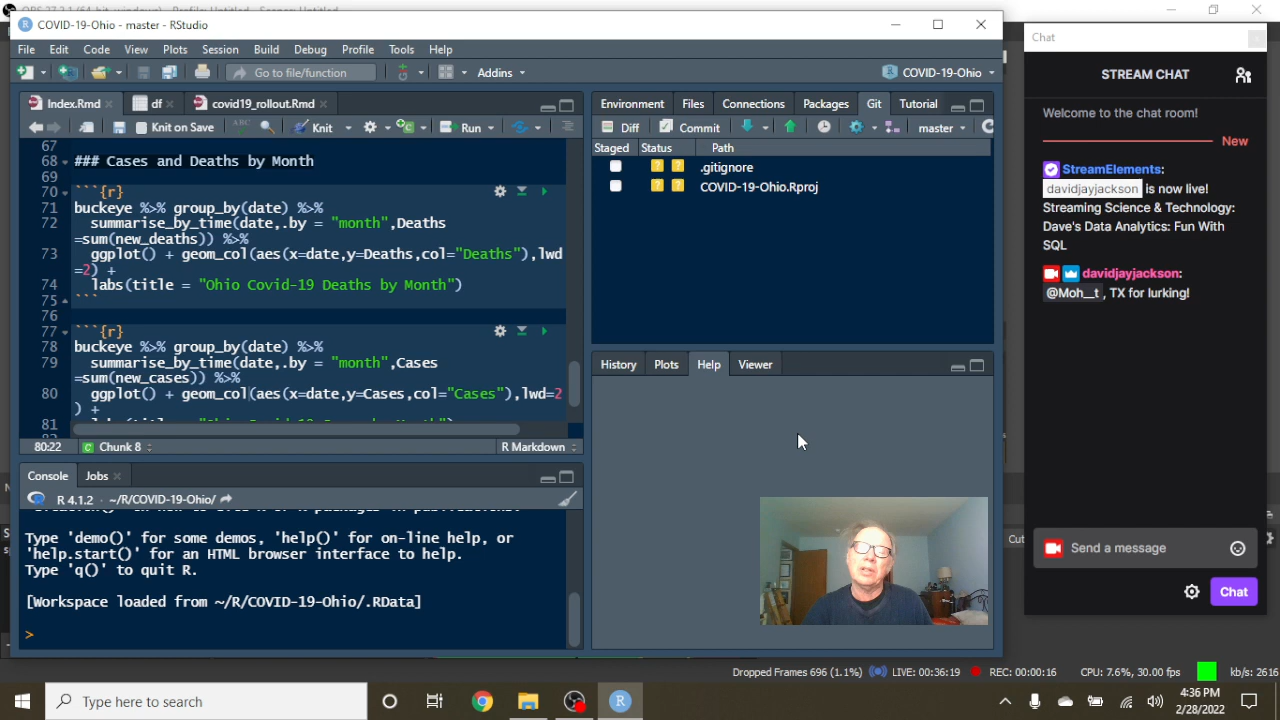 COVID-19-Ohio - master - RStudio
File Edit Code View Plots Session Build Debug Profile Tools Help
Go to file/function
Addins
COVID-19-Ohio
Index.Rmd
df
covid19_rollout.Rmd
Knit on Save
ABC
Knit
Run
67
68 ### Cases and Deaths by Month
69
70 ```{r}
71 buckeye %>% group_by(date) %>%
72 summarise_by_time(date,.by = "month",Deaths
=sum(new_deaths)) %>%
73 ggplot() + geom_col(aes(x=date,y=Deaths,col="Deaths"),lwd
=2) +
74 labs(title = "Ohio Covid-19 Deaths by Month")
75 ```
76
77 ```{r}
78 buckeye %>% group_by(date) %>%
79 summarise_by_time(date,.by = "month",Cases
=sum(new_cases)) %>%
80 ggplot() + geom_col(aes(x=date,y=Cases,col="Cases"),lwd=2
) +
81
80:22 Chunk 8 R Markdown
Console Jobs
R 4.1.2 · ~/R/COVID-19-Ohio/
Type 'demo()' for some demos, 'help()' for on-line help, or
'help.start()' for an HTML browser interface to help.
Type 'q()' to quit R.
[Workspace loaded from ~/R/COVID-19-Ohio/.RData]
>
Environment Files Connections Packages Git Tutorial
Diff Commit master
Staged Status Path
? ? .gitignore
? ? COVID-19-Ohio.Rproj
History Plots Help Viewer
Chat
STREAM CHAT
Welcome to the chat room!
New
StreamElements:
davidjayjackson is now live!
Streaming Science & Technology:
Dave's Data Analytics: Fun With
SQL
davidjayjackson:
@Moh__t , TX for lurking!
Send a message
Chat
Cut
Dropped Frames 696 (1.1%) LIVE: 00:36:19 REC: 00:00:16 CPU: 7.6%, 30.00 fps kb/s: 2616
Type here to search
4:36 PM
2/28/2022